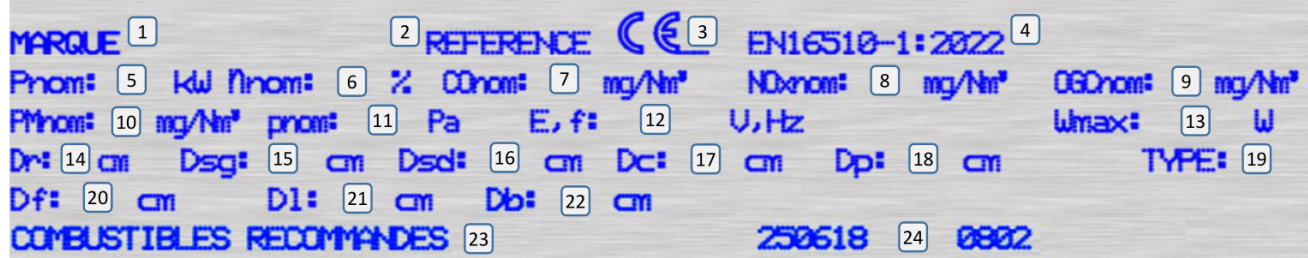 MARQUE 1 2 REFERENCE CE 3 EN16510-1:2022 4
Pnom: 5 kW ηnom: 6 % COnom: 7 mg/Nm³ NOxnom: 8 mg/Nm³ OGCnom: 9 mg/Nm³
PMnom: 10 mg/Nm³ pnom: 11 Pa E,f: 12 V,Hz Wmax: 13 W
Dr: 14 cm Dsg: 15 cm Dsd: 16 cm Dc: 17 cm Dp: 18 cm TYPE: 19
Df: 20 cm Dl: 21 cm Db: 22 cm
COMBUSTIBLES RECOMMANDES 23 250618 24 0802